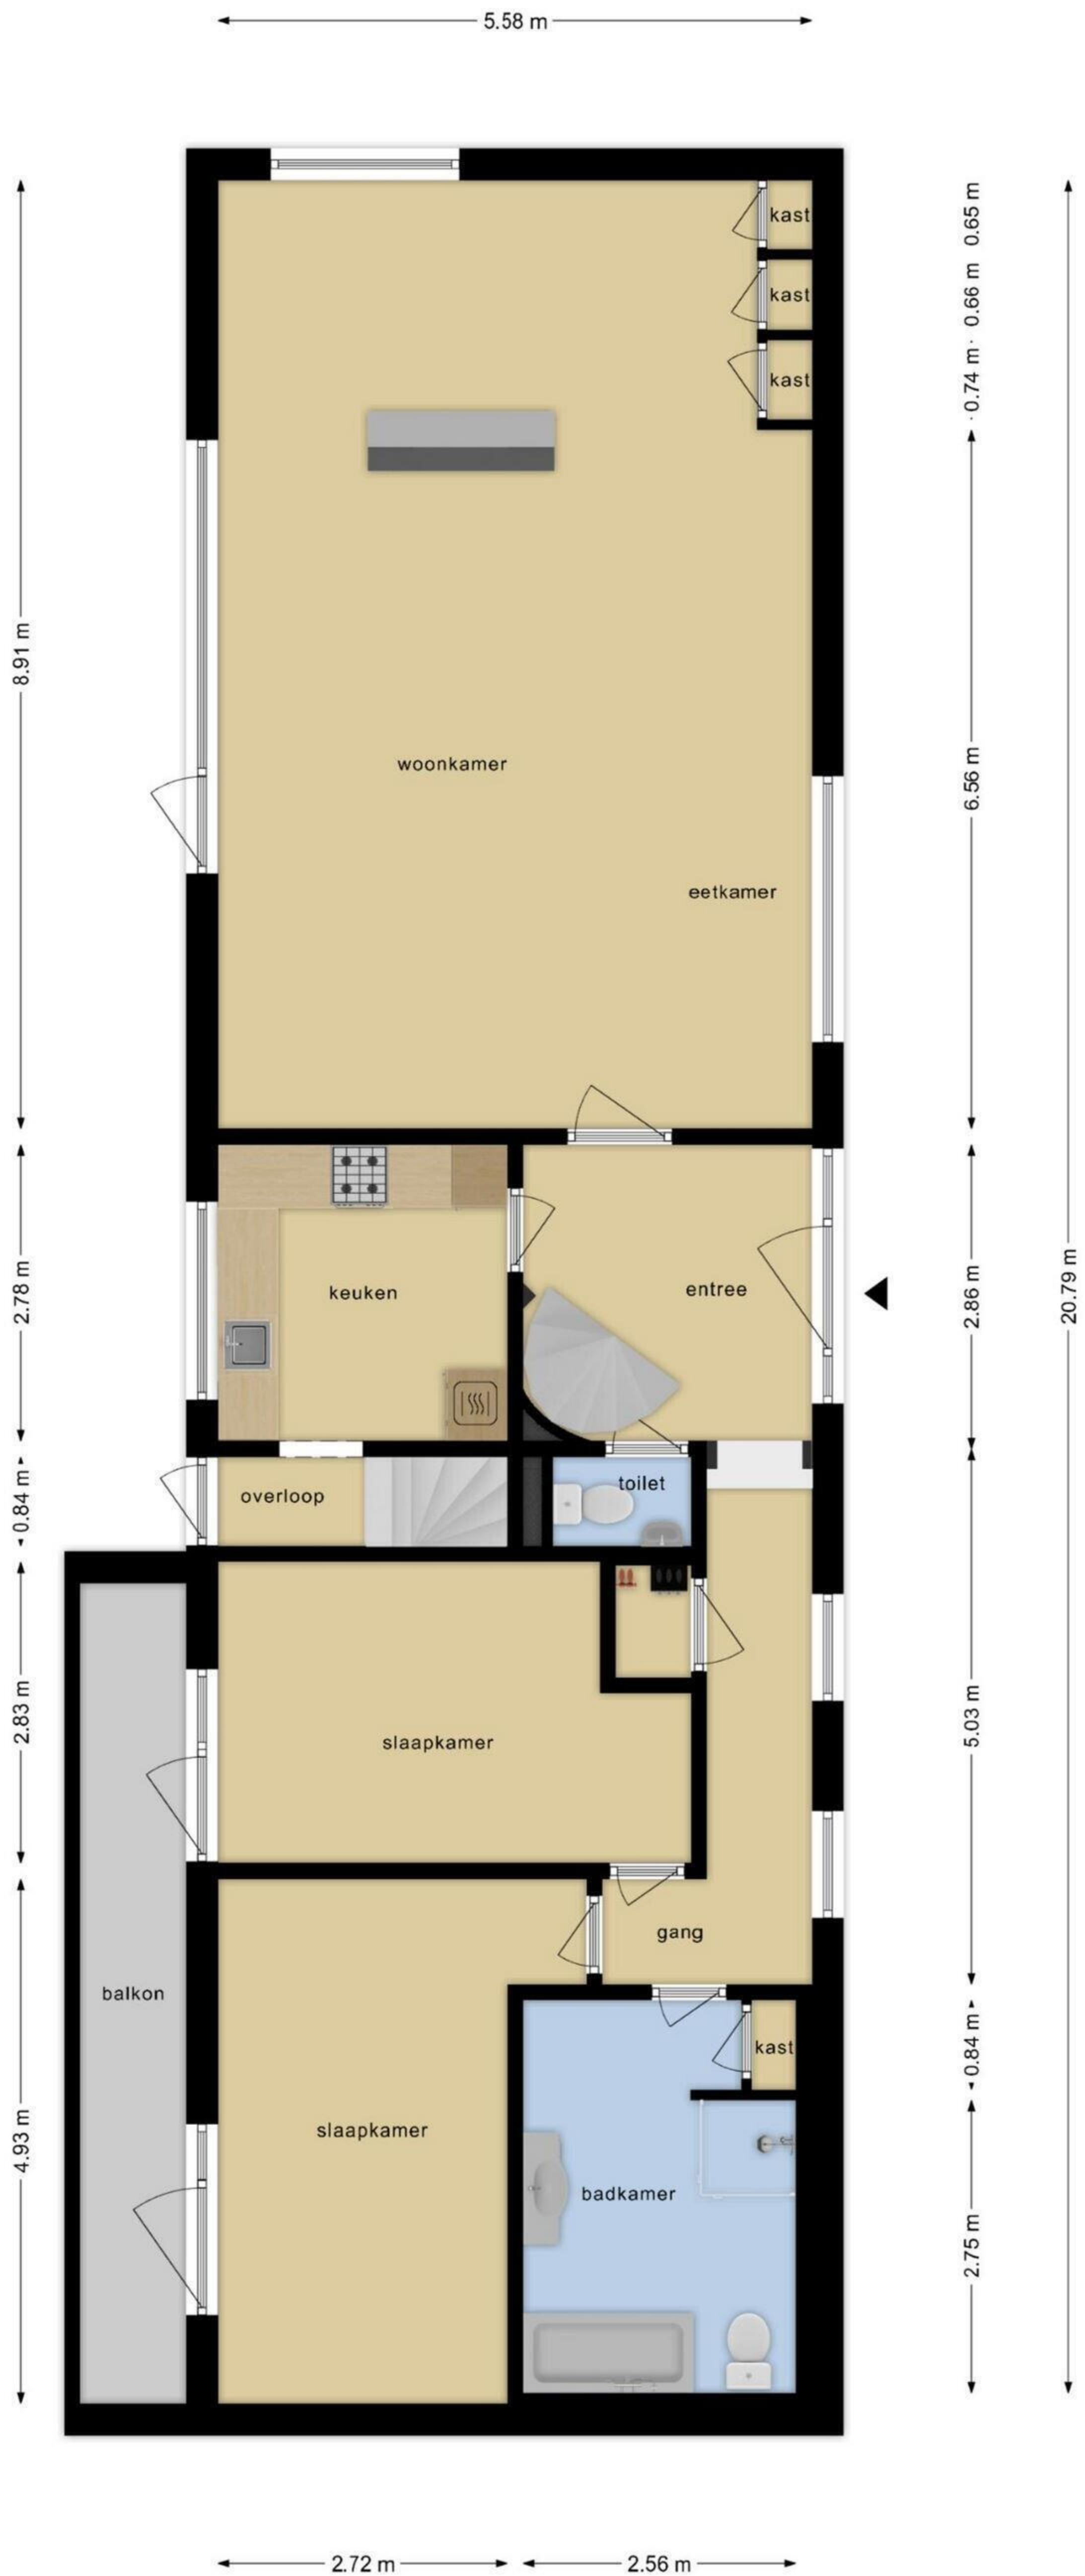 5.58 m
kast
0.65 m
kast
0.66 m
kast
0.74 m
8.91 m
woonkamer
6.56 m
eetkamer
keuken
entree
2.78 m
2.86 m
20.79 m
toilet
overloop
0.84 m
2.83 m
5.03 m
slaapkamer
gang
balkon
kast
0.84 m
slaapkamer
4.93 m
badkamer
2.75 m
2.72 m
2.56 m